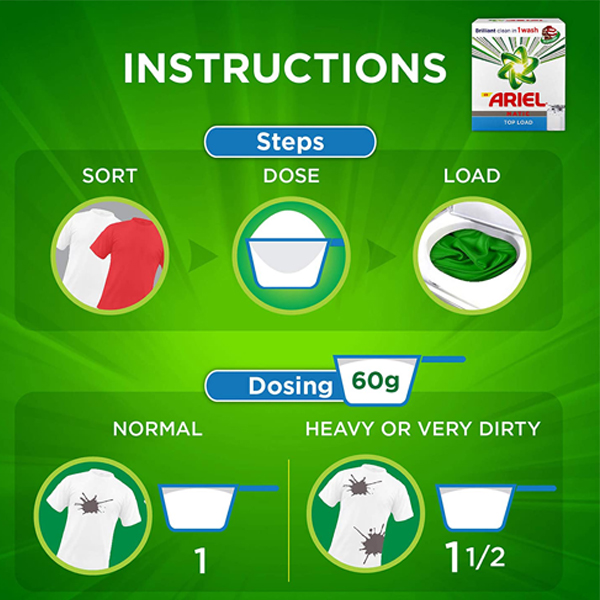 INSTRUCTIONS
Brilliant clean in 1 wash
ARIEL
MATIC
TOP LOAD
Steps
SORT
DOSE
LOAD
Dosing 60g
NORMAL
HEAVY OR VERY DIRTY
1
1 1/2